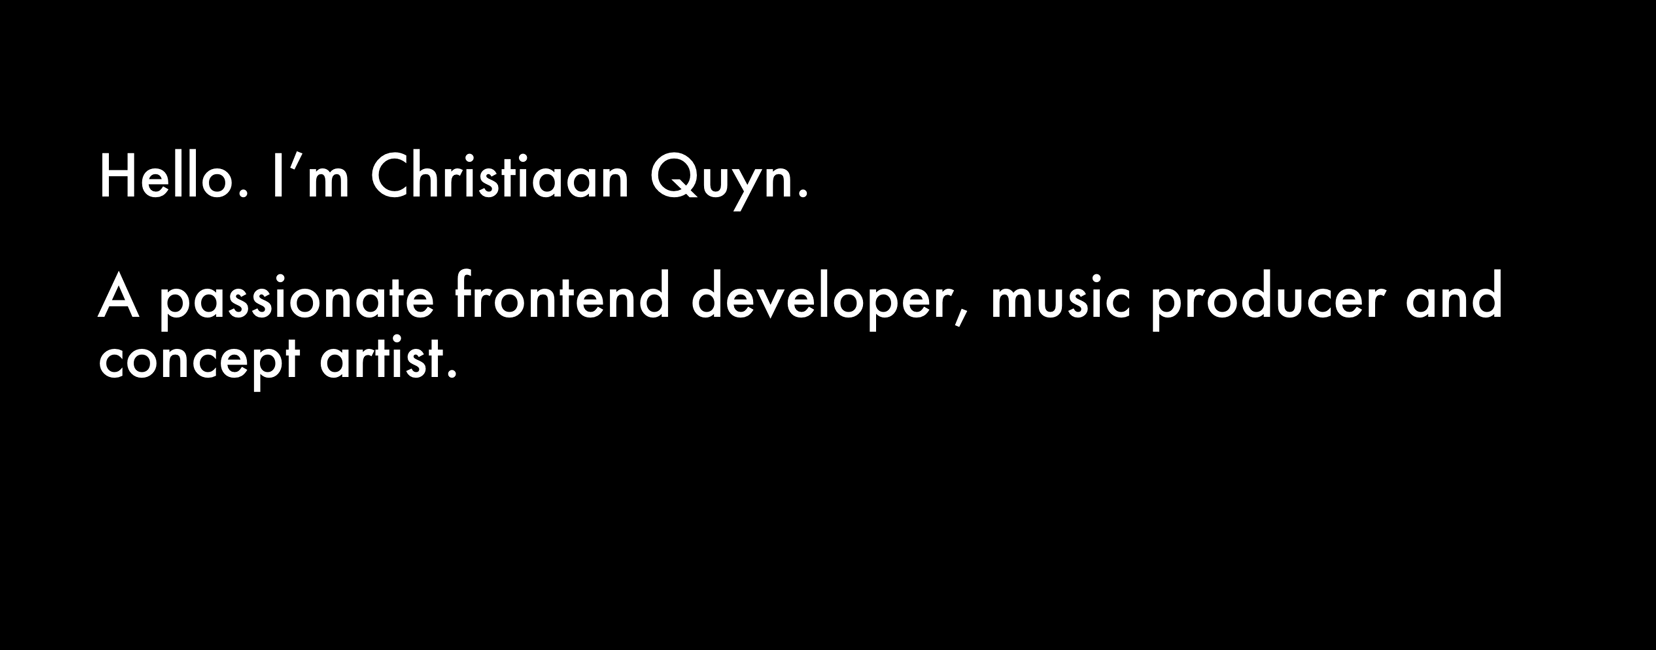 Hello. I’m Christiaan Quyn.
A passionate frontend developer, music producer and
concept artist.